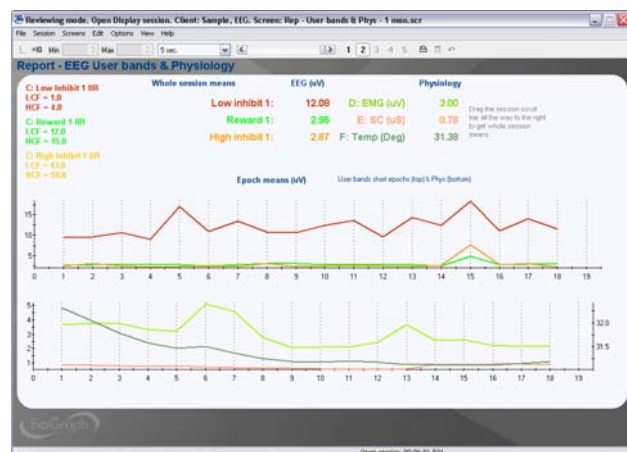 Reviewing mode. Open Display session. Client: Sample, EEG. Screen: Rep - User bands & Phys - 1 mon.scr
File Session Screens Edit Options View Help
Min Max 5 sec. 1 2 3 4 5
Report - EEG User bands & Physiology
C: Low Inhibit 1 IIR
LCF = 1.0
HCF = 4.0
C: Reward 1 IIR
LCF = 12.0
HCF = 15.0
C: High Inhibit 1 IIR
LCF = 43.0
HCF = 59.0
Whole session means EEG (uV) Physiology
Low inhibit 1: 12.08 D: EMG (uV) 3.00
Reward 1: 2.95 E: SC (uS) 0.76
High inhibit 1: 2.87 F: Temp (Deg) 31.38
Drag the session scroll
bar all the way to the right
to get whole session
means.
Epoch means (uV) User bands short epochs (top) & Phys (bottom)
15
10
5
0 1 2 3 4 5 6 7 8 9 10 11 12 13 14 15 16 17 18 19
5
4
3
2
1
32.0
31.5
0 1 2 3 4 5 6 7 8 9 10 11 12 13 14 15 16 17 18 19
BioGraph